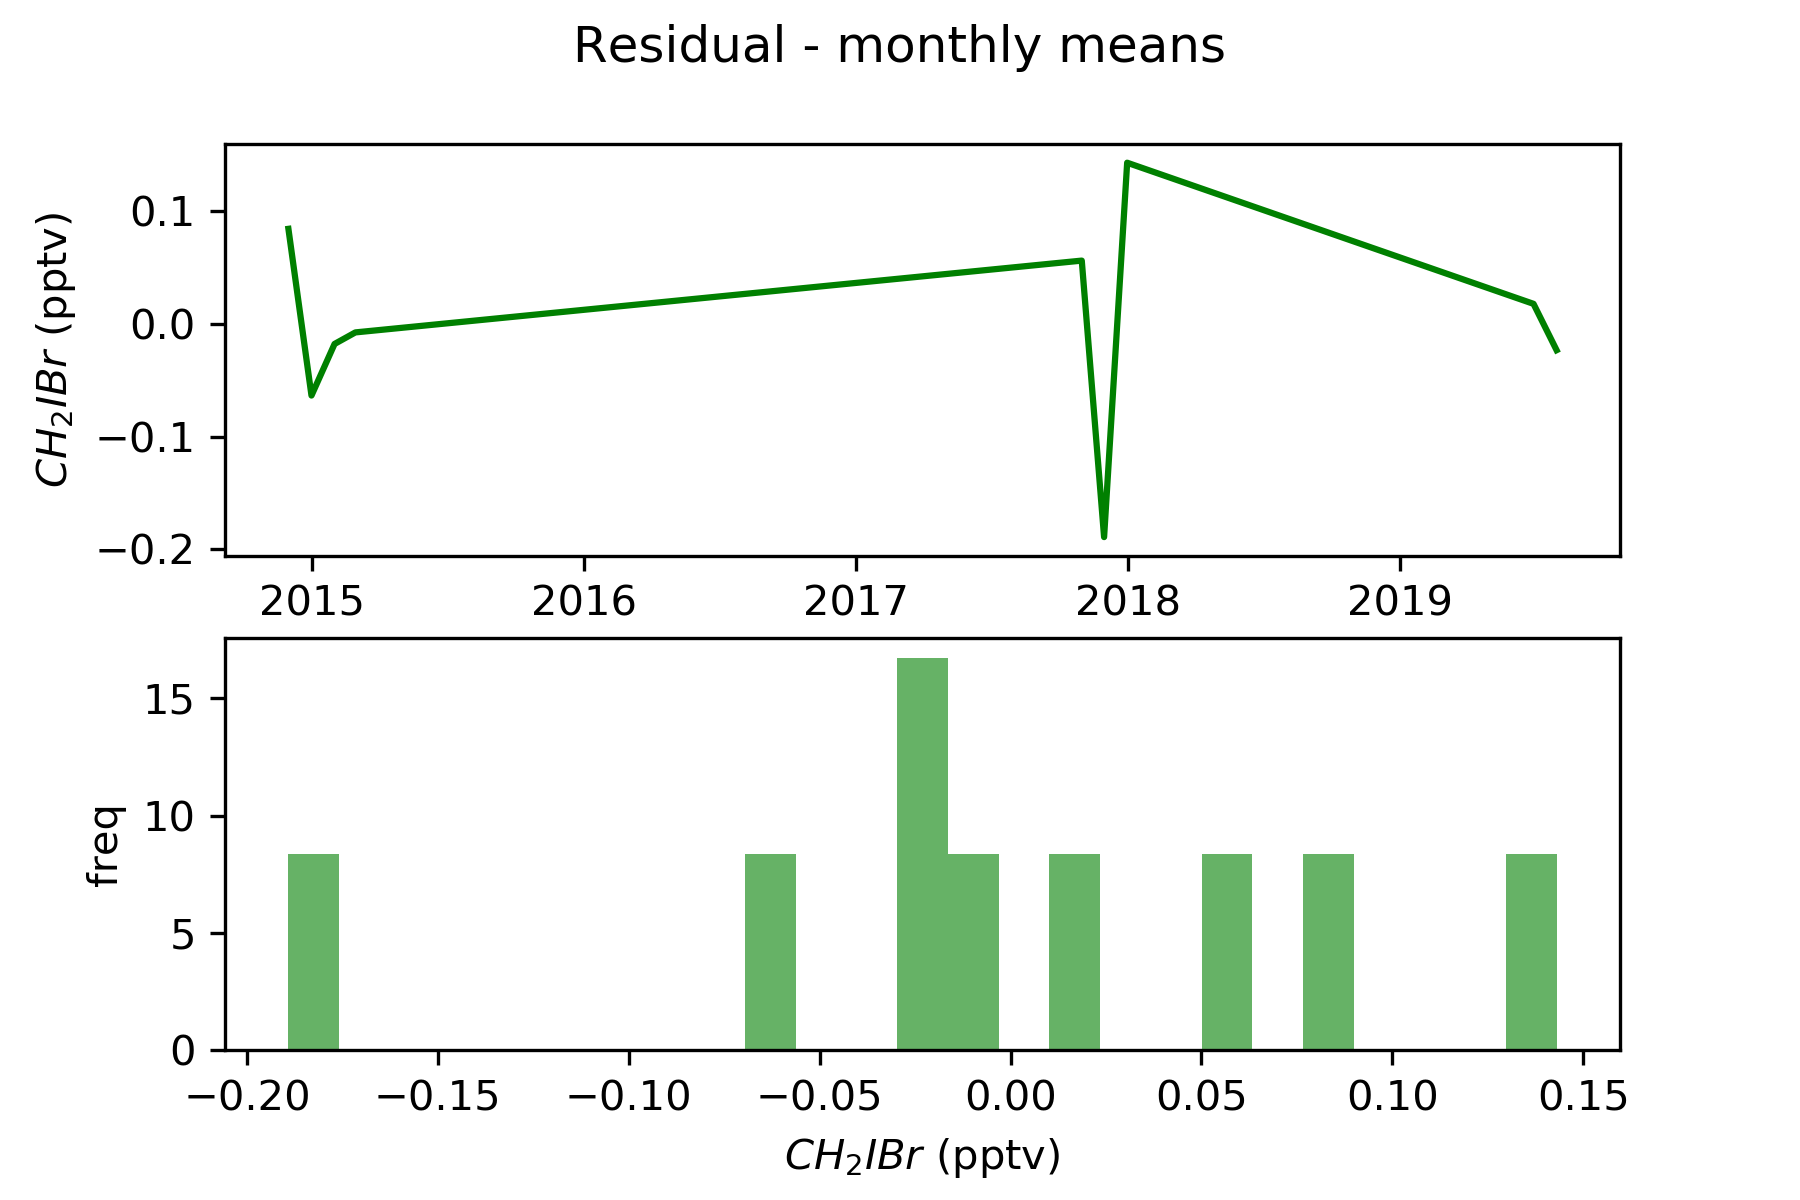 Residual - monthly means
CH₂IBr (pptv)
0.1
0.0
−0.1
−0.2
2015 2016 2017 2018 2019
freq
15
10
5
0
−0.20 −0.15 −0.10 −0.05 0.00 0.05 0.10 0.15
CH₂IBr (pptv)